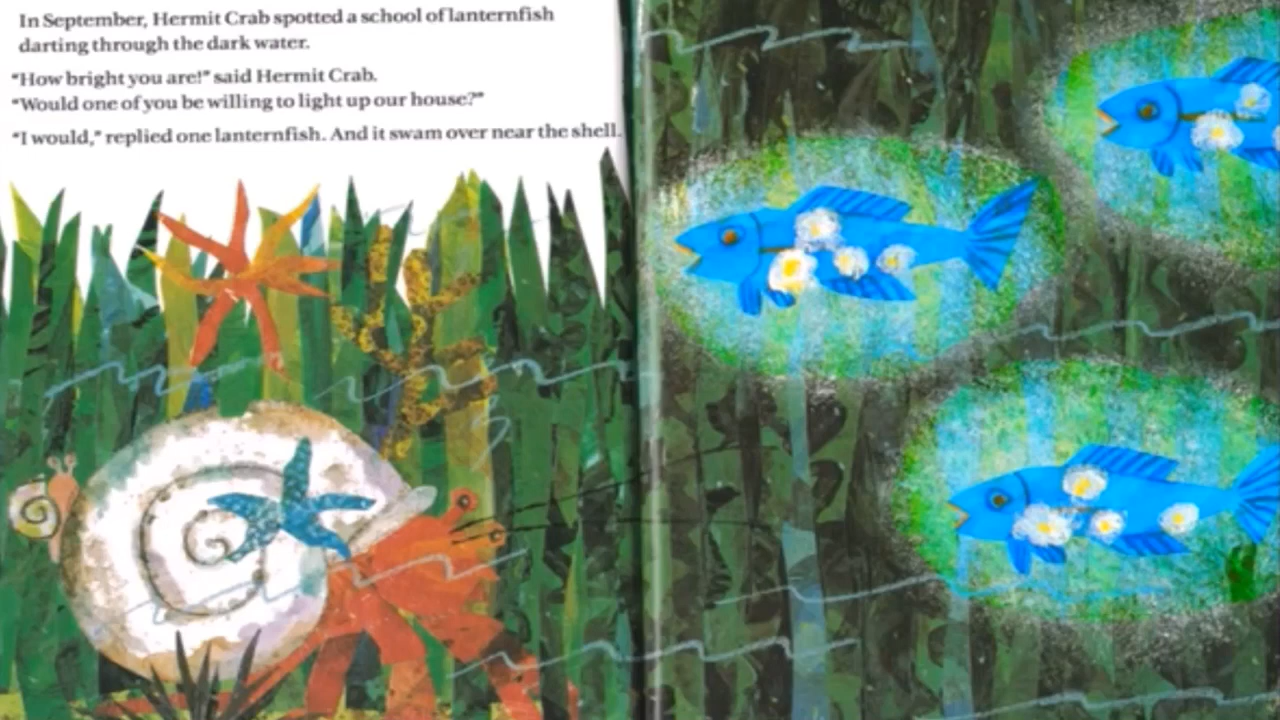 In September, Hermit Crab spotted a school of lanternfish
darting through the dark water.
“How bright you are!” said Hermit Crab.
“Would one of you be willing to light up our house?”
“I would,” replied one lanternfish. And it swam over near the shell.